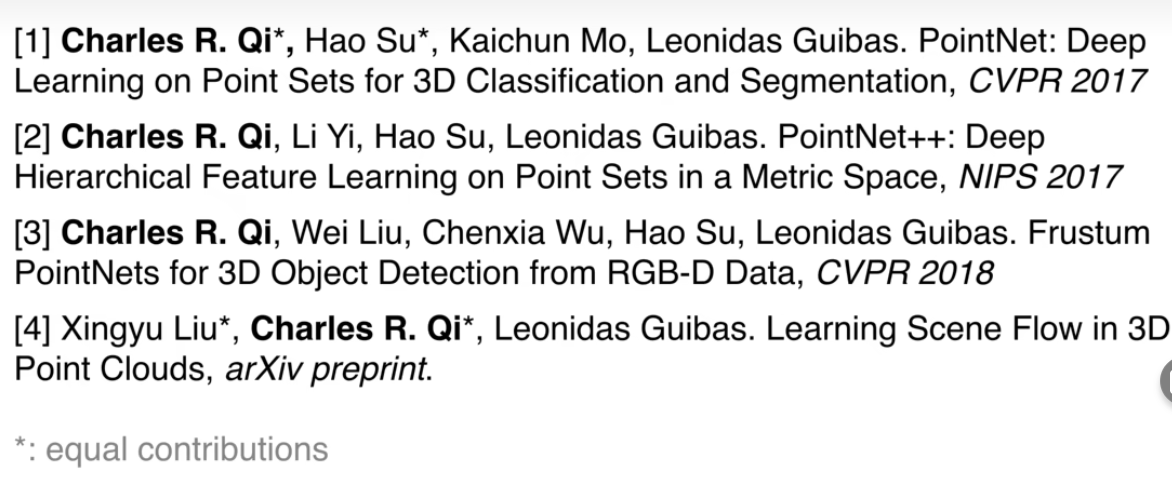 [1] Charles R. Qi*, Hao Su*, Kaichun Mo, Leonidas Guibas. PointNet: Deep
Learning on Point Sets for 3D Classification and Segmentation, CVPR 2017
[2] Charles R. Qi, Li Yi, Hao Su, Leonidas Guibas. PointNet++: Deep
Hierarchical Feature Learning on Point Sets in a Metric Space, NIPS 2017
[3] Charles R. Qi, Wei Liu, Chenxia Wu, Hao Su, Leonidas Guibas. Frustum
PointNets for 3D Object Detection from RGB-D Data, CVPR 2018
[4] Xingyu Liu*, Charles R. Qi*, Leonidas Guibas. Learning Scene Flow in 3D
Point Clouds, arXiv preprint.
*: equal contributions